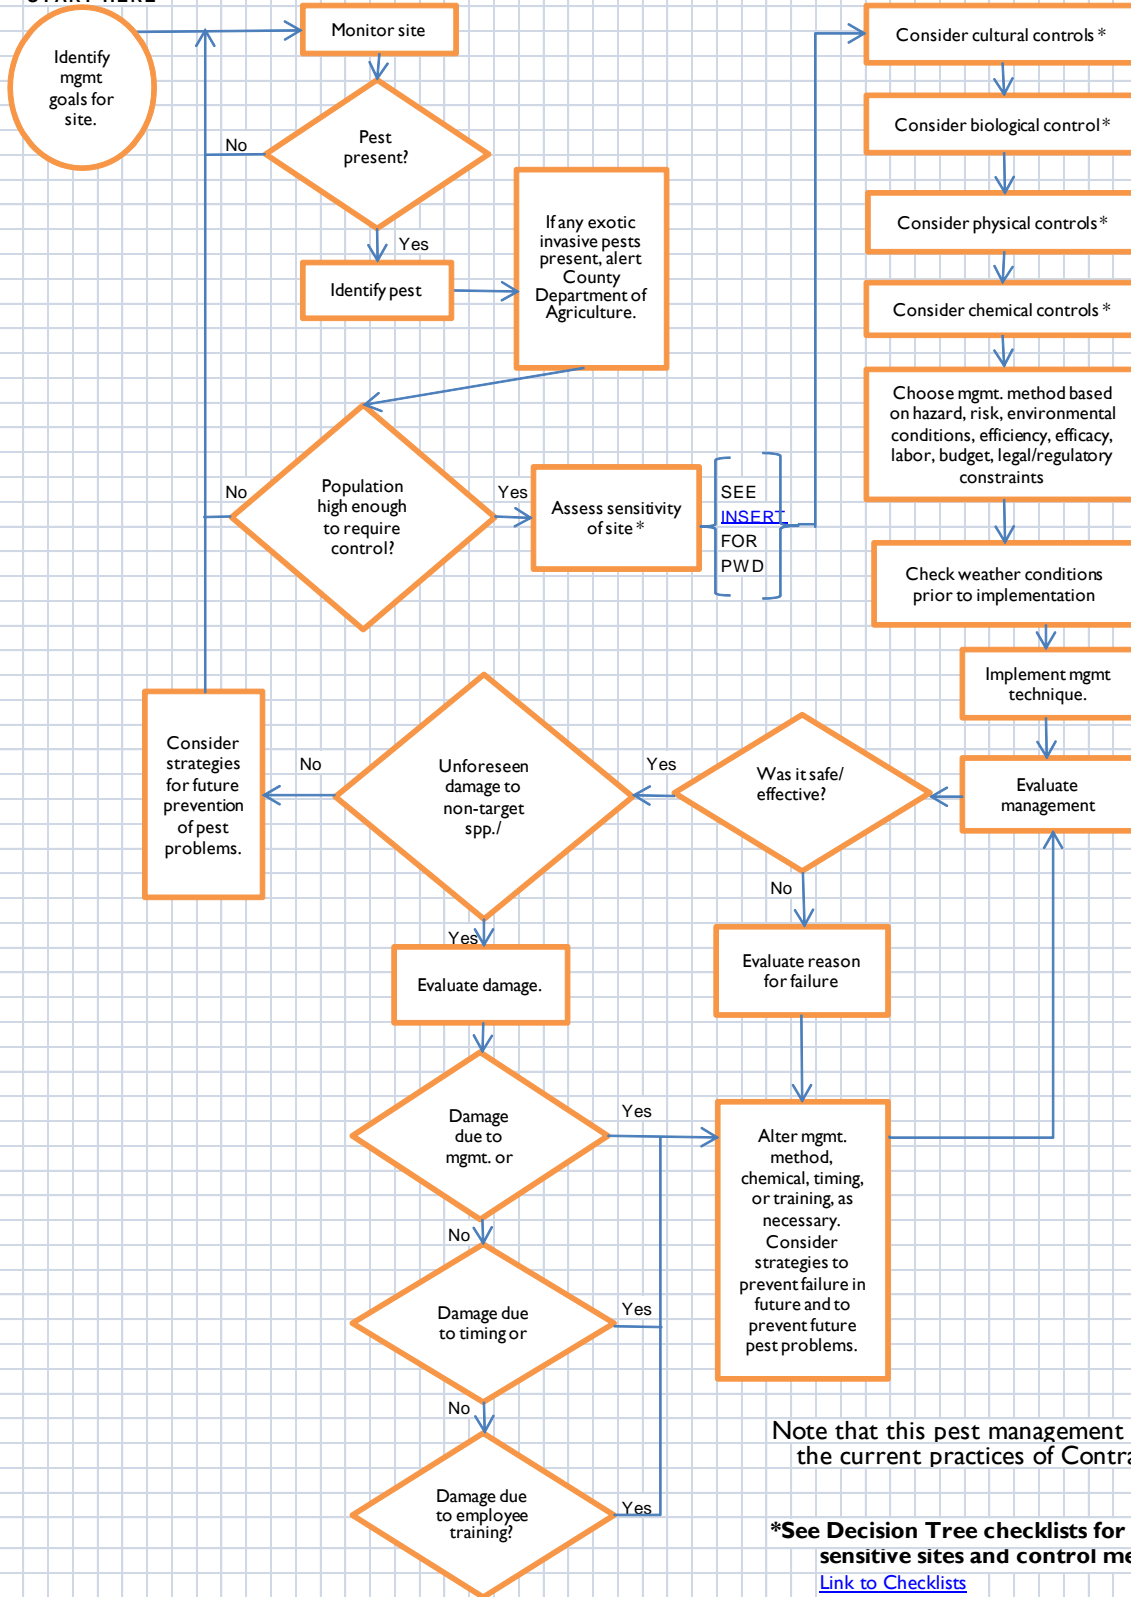 START HERE
Identify
mgmt
goals for
site.
Monitor site
Pest
present?
No
Yes
Identify pest
If any exotic
invasive pests
present, alert
County
Department of
Agriculture.
Population
high enough
to require
control?
No
Yes
Assess sensitivity
of site *
SEE
INSERT
FOR
PWD
Consider cultural controls *
Consider biological control *
Consider physical controls *
Consider chemical controls *
Choose mgmt. method based
on hazard, risk, environmental
conditions, efficiency, efficacy,
labor, budget, legal/regulatory
constraints
Check weather conditions
prior to implementation
Implement mgmt
technique.
Evaluate
management
Was it safe/
effective?
Yes
No
Unforeseen
damage to
non-target
spp./
No
Yes
Consider
strategies
for future
prevention
of pest
problems.
Evaluate damage.
Evaluate reason
for failure
Damage
due to
mgmt. or
Yes
No
Damage due
to timing or
Yes
No
Damage due
to employee
training?
Yes
Alter mgmt.
method,
chemical, timing,
or training, as
necessary.
Consider
strategies to
prevent failure in
future and to
prevent future
pest problems.
Note that this pest management
the current practices of Contra
*See Decision Tree checklists for
sensitive sites and control me
Link to Checklists